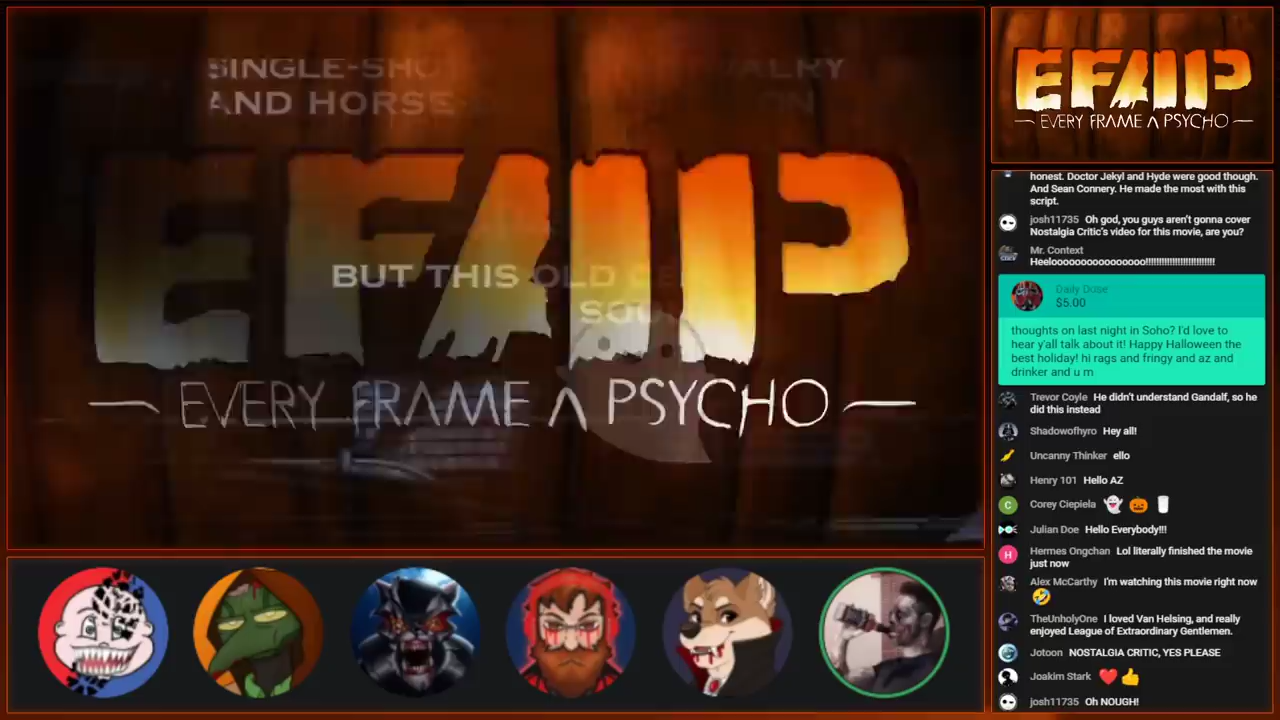 SINGLE-SHO
ALRY
AND HORSE
ON
EFAIIP
BUT THIS OLD CE
SOU
— EVERY FRAME A PSYCHO —
EFAIIP
— EVERY FRAME A PSYCHO —
honest. Doctor Jekyl and Hyde were good though.
And Sean Connery. He made the most with this
script.
josh11735 Oh god, you guys aren't gonna cover
Nostalgia Critic's video for this movie, are you?
Mr. Context
Heelooooooooooooooooo!!!!!!!!!!!!!!!!!!!!!!!!!!!!
Daily Dose
$5.00
thoughts on last night in Soho? I'd love to
hear y'all talk about it! Happy Halloween the
best holiday! hi rags and fringy and az and
drinker and u m
Trevor Coyle He didn't understand Gandalf, so he
did this instead
Shadowofhyro Hey all!
Uncanny Thinker ello
Henry 101 Hello AZ
C Corey Ciepiela 👻 🎃 🥛
Julian Doe Hello Everybody!!!
H Hermes Ongchan Lol literally finished the movie
just now
Alex McCarthy I'm watching this movie right now
🤣
TheUnholyOne I loved Van Helsing, and really
enjoyed League of Extraordinary Gentlemen.
Jotoon NOSTALGIA CRITIC, YES PLEASE
Joakim Stark ❤️👍
josh11735 Oh NOUGH!